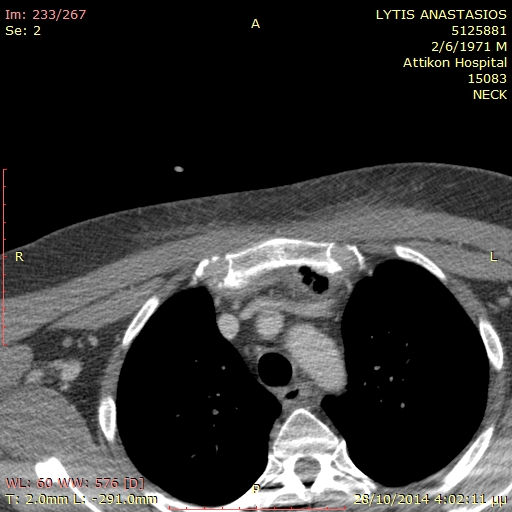 Im: 233/267
Se: 2
A
LYTIS ANASTASIOS
5125881
2/6/1971 M
Attikon Hospital
15083
NECK
R
L
WL: 60 WW: 576 [D]
T: 2.0mm L: -291.0mm
P
28/10/2014 4:02:11 μμ